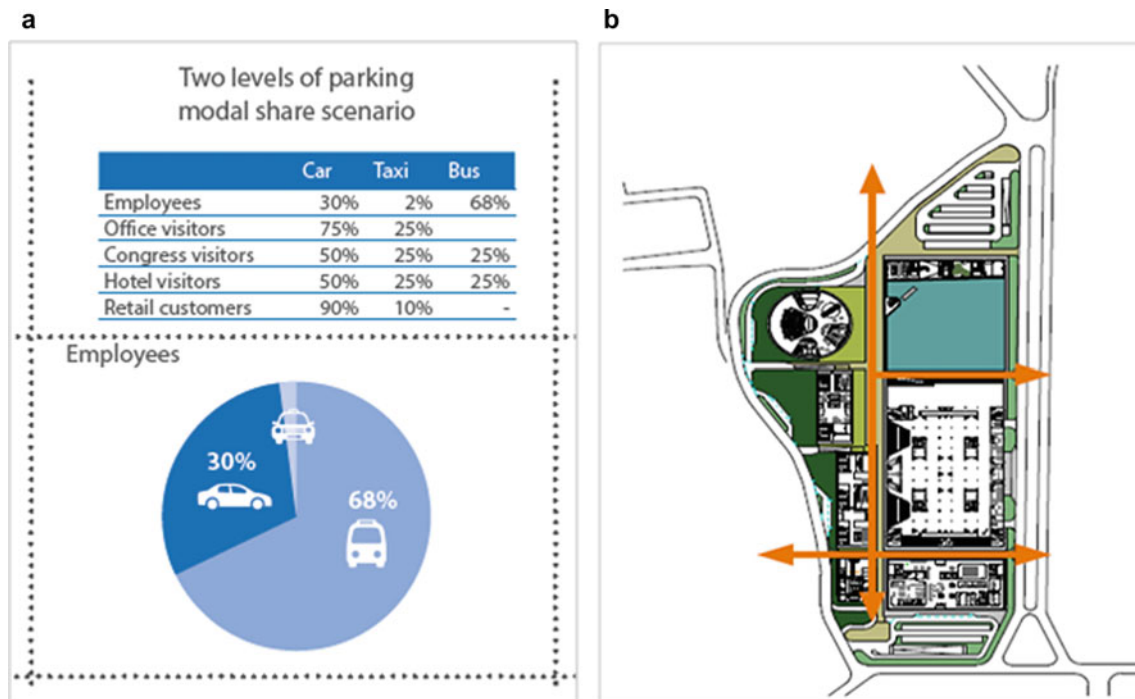 a
b
Two levels of parking
modal share scenario
Car Taxi Bus
Employees 30% 2% 68%
Office visitors 75% 25%
Congress visitors 50% 25% 25%
Hotel visitors 50% 25% 25%
Retail customers 90% 10% -
Employees
30%
68%